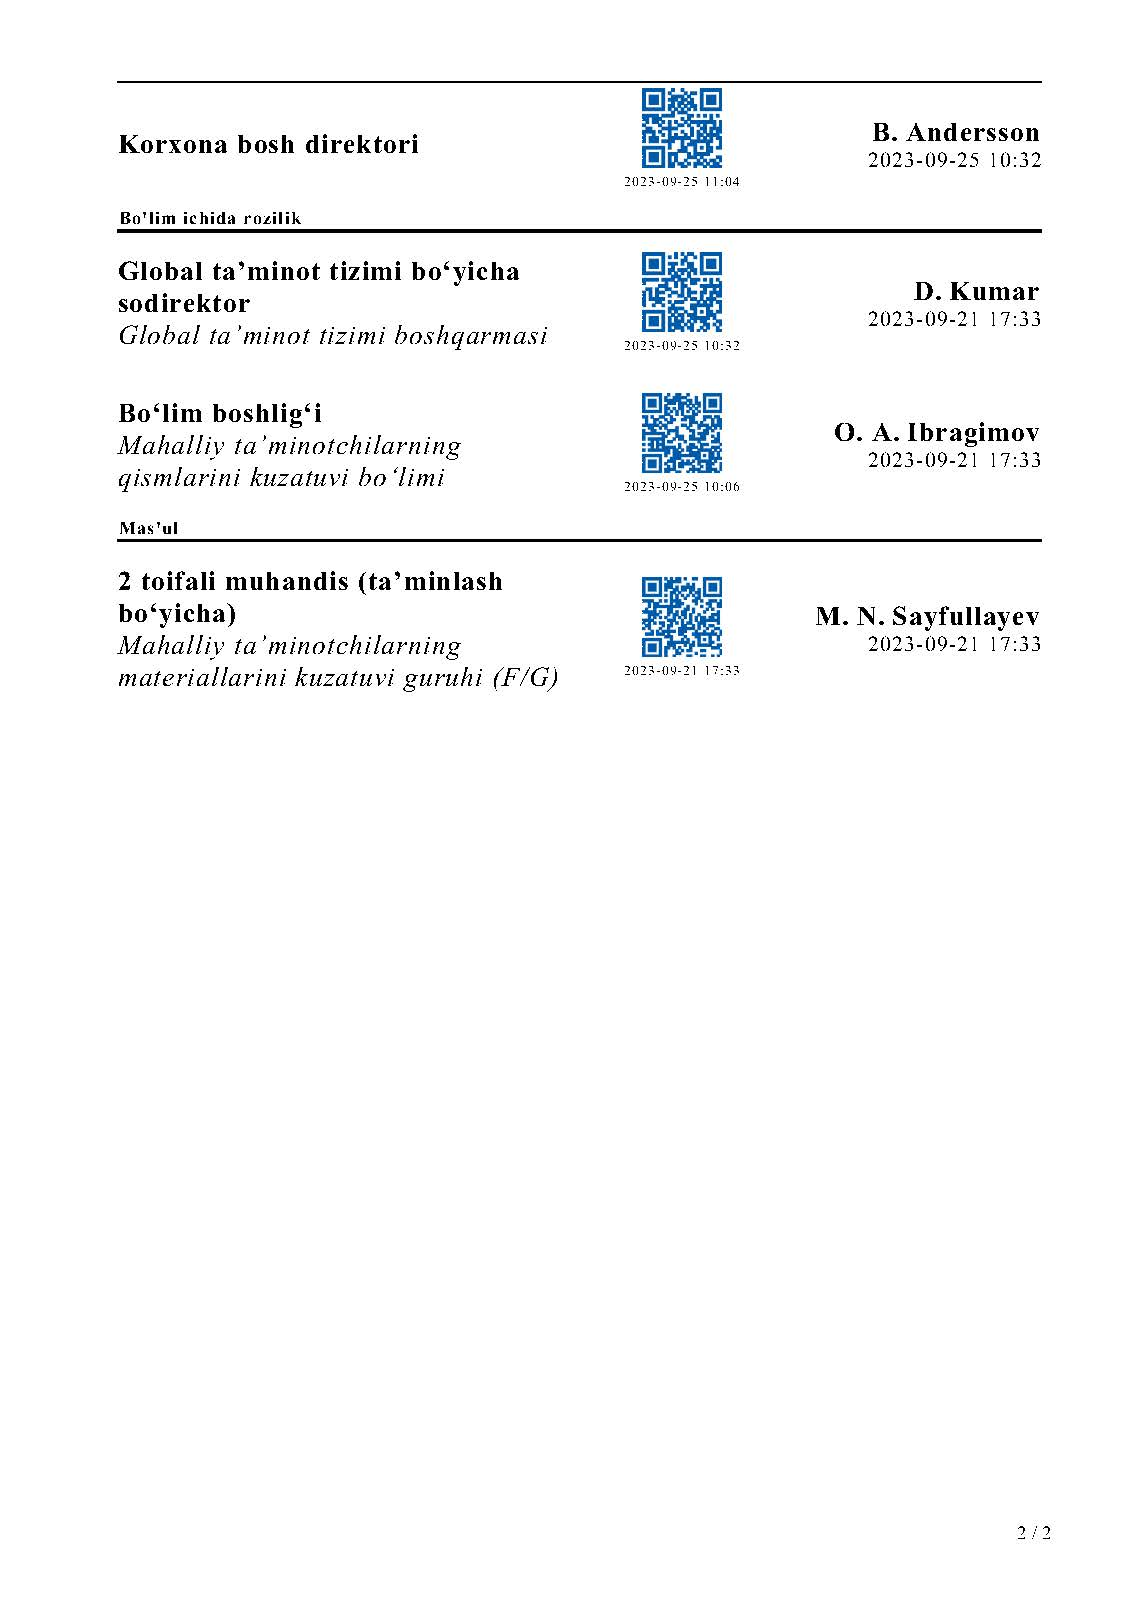 Korxona bosh direktori
2023-09-25 11:04
B. Andersson
2023-09-25 10:32
Bo'lim ichida rozilik
Global ta’minot tizimi bo‘yicha
sodirektor
Global ta’minot tizimi boshqarmasi
2023-09-25 10:32
D. Kumar
2023-09-21 17:33
Bo‘lim boshlig‘i
Mahalliy ta’minotchilarning
qismlarini kuzatuvi bo‘limi
2023-09-25 10:06
O. A. Ibragimov
2023-09-21 17:33
Mas'ul
2 toifali muhandis (ta’minlash
bo‘yicha)
Mahalliy ta’minotchilarning
materiallarini kuzatuvi guruhi (F/G)
2023-09-21 17:33
M. N. Sayfullayev
2023-09-21 17:33
2 / 2